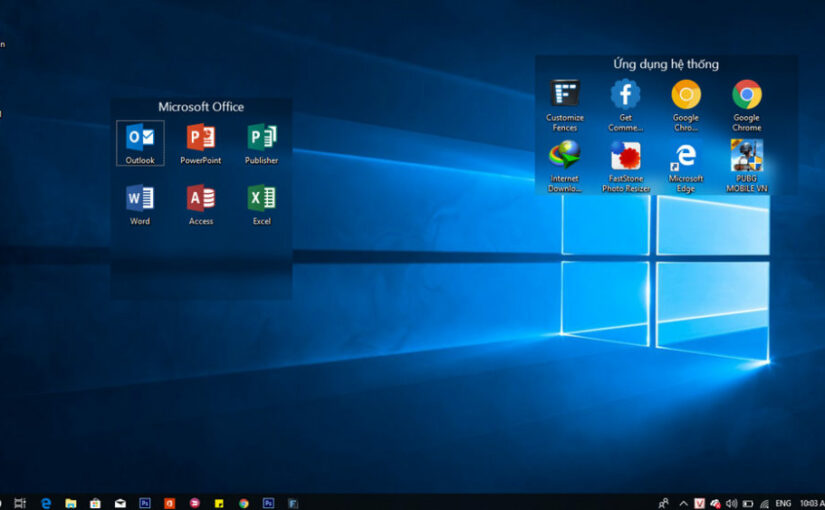 n
Microsoft Office
Outlook
PowerPoint
Publisher
Word
Access
Excel
Ứng dụng hệ thống
Customize
Fences
Get
Comme...
Google
Chro...
Google
Chrome
Internet
Downlo...
FastStone
Photo Resizer
Microsoft
Edge
PUBG
MOBILE VN
ENG
10:03 A